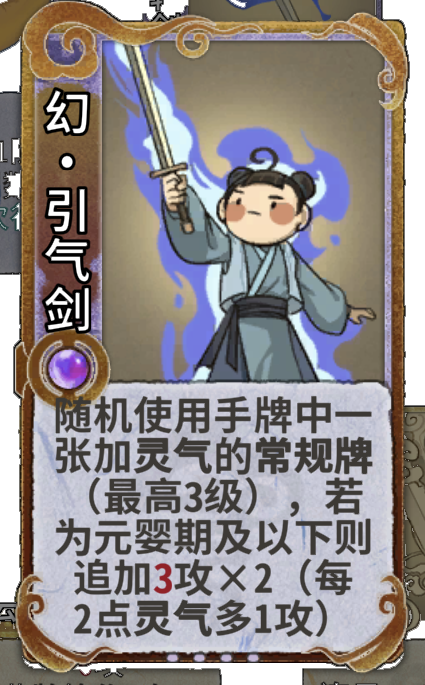 幻·引气剑
随机使用手牌中一
张加灵气的常规牌
（最高3级），若
为元婴期及以下则
追加3攻×2（每
2点灵气多1攻）